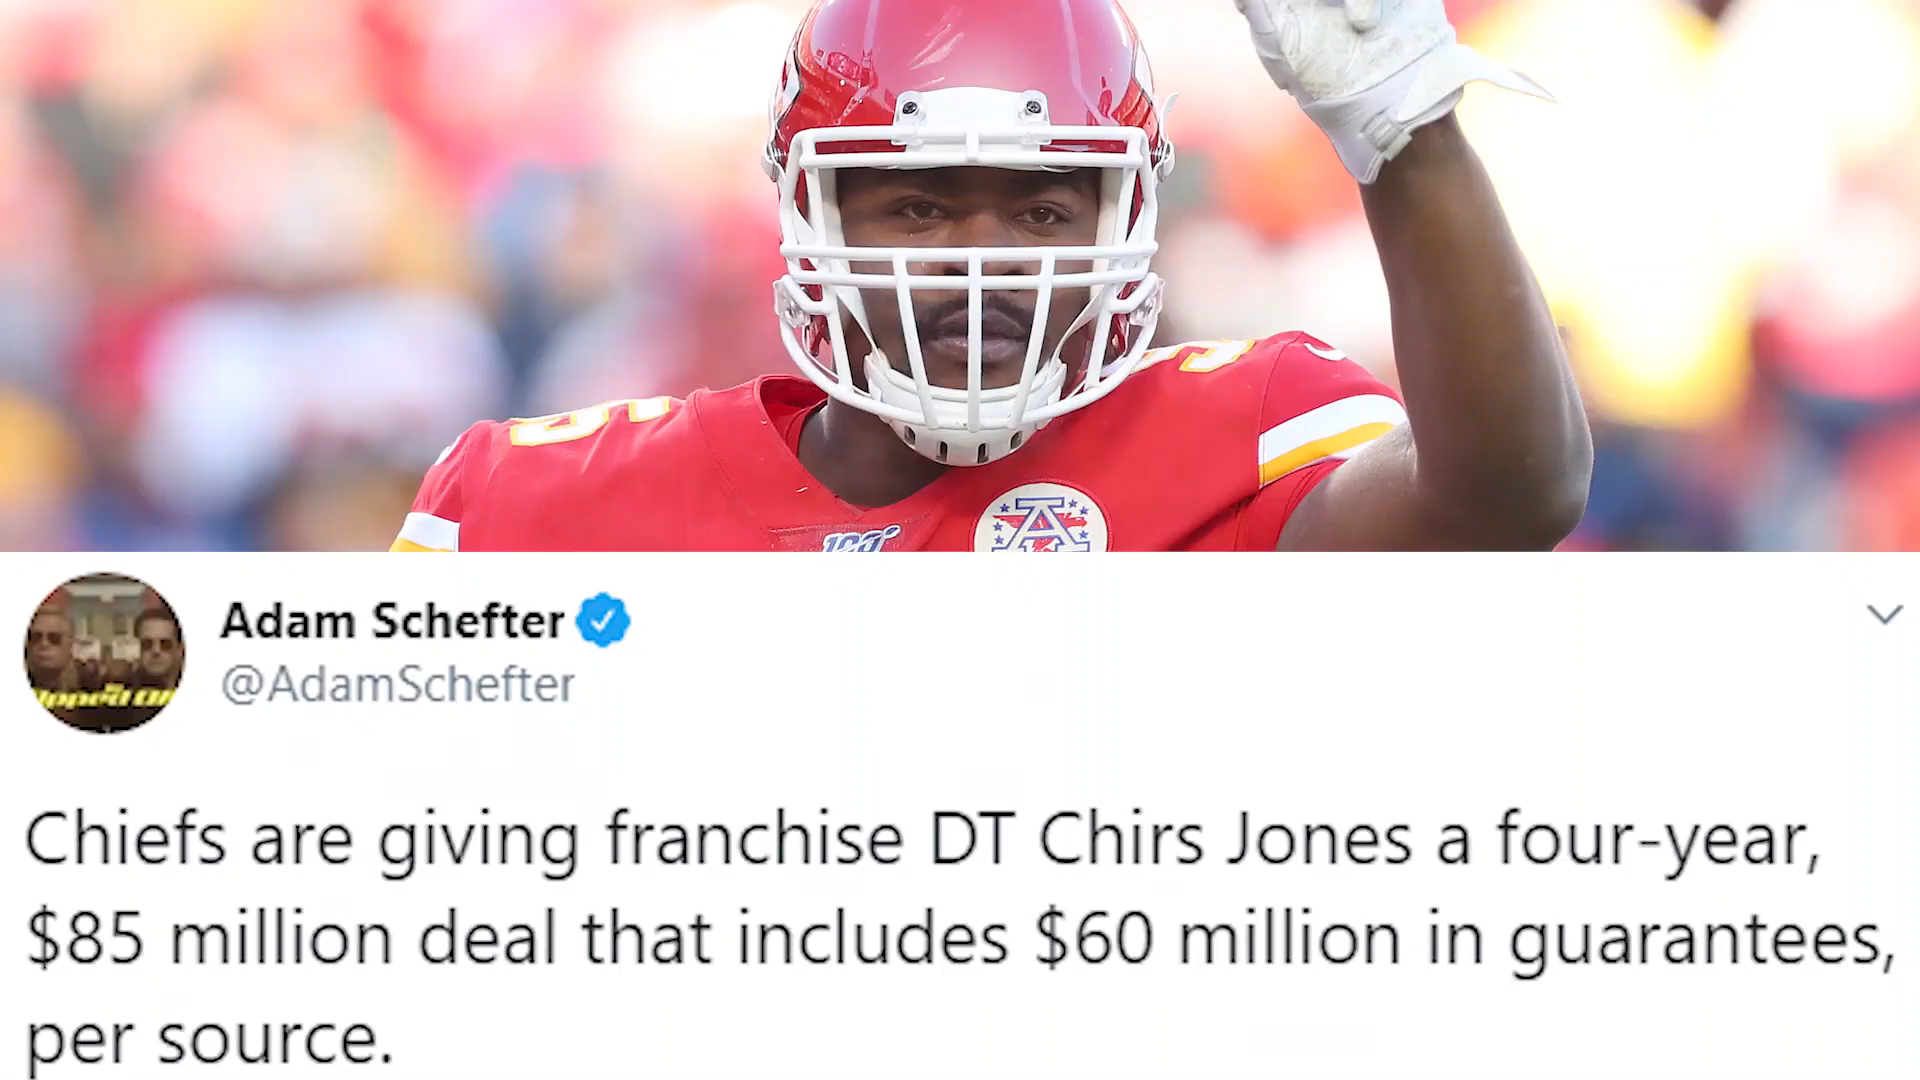 100
Adam Schefter
@AdamSchefter
Chiefs are giving franchise DT Chirs Jones a four-year,
$85 million deal that includes $60 million in guarantees,
per source.